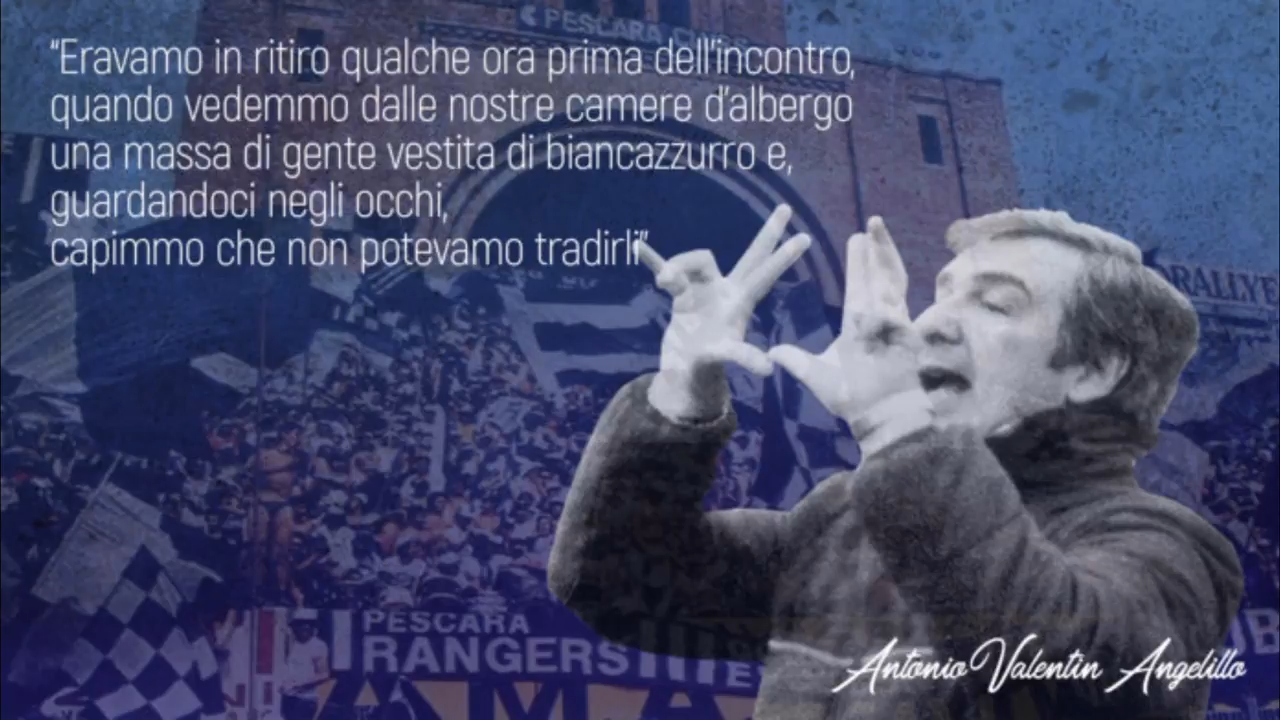 PESCARA
“Eravamo in ritiro qualche ora prima dell’incontro,
quando vedemmo dalle nostre camere d’albergo
una massa di gente vestita di biancazzurro e,
guardandoci negli occhi,
capimmo che non potevamo tradirli”
RALLYE
PESCARA
RANGERS
Antonio Valentin Angelillo